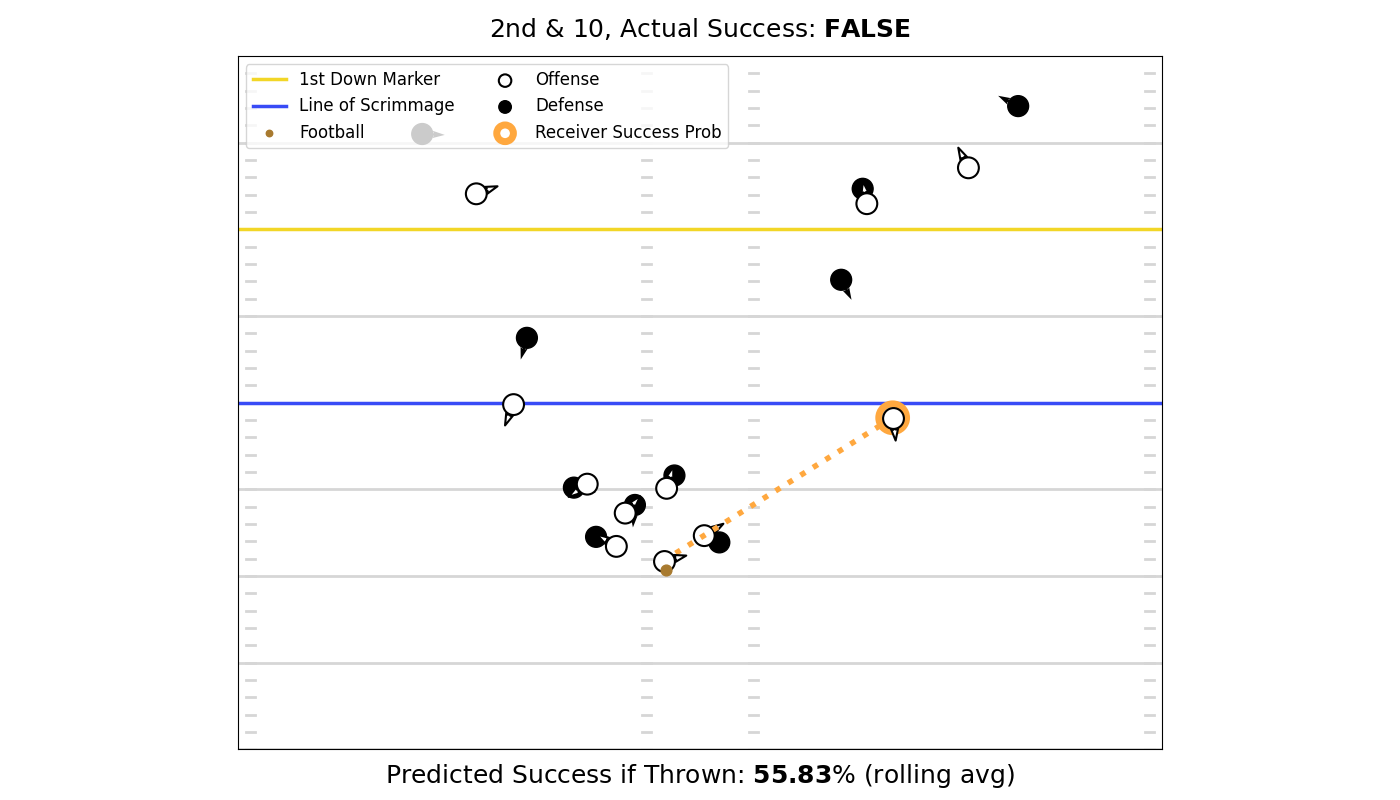 2nd & 10, Actual Success: FALSE
1st Down Marker
Line of Scrimmage
Football
Offense
Defense
Receiver Success Prob
Predicted Success if Thrown: 55.83% (rolling avg)